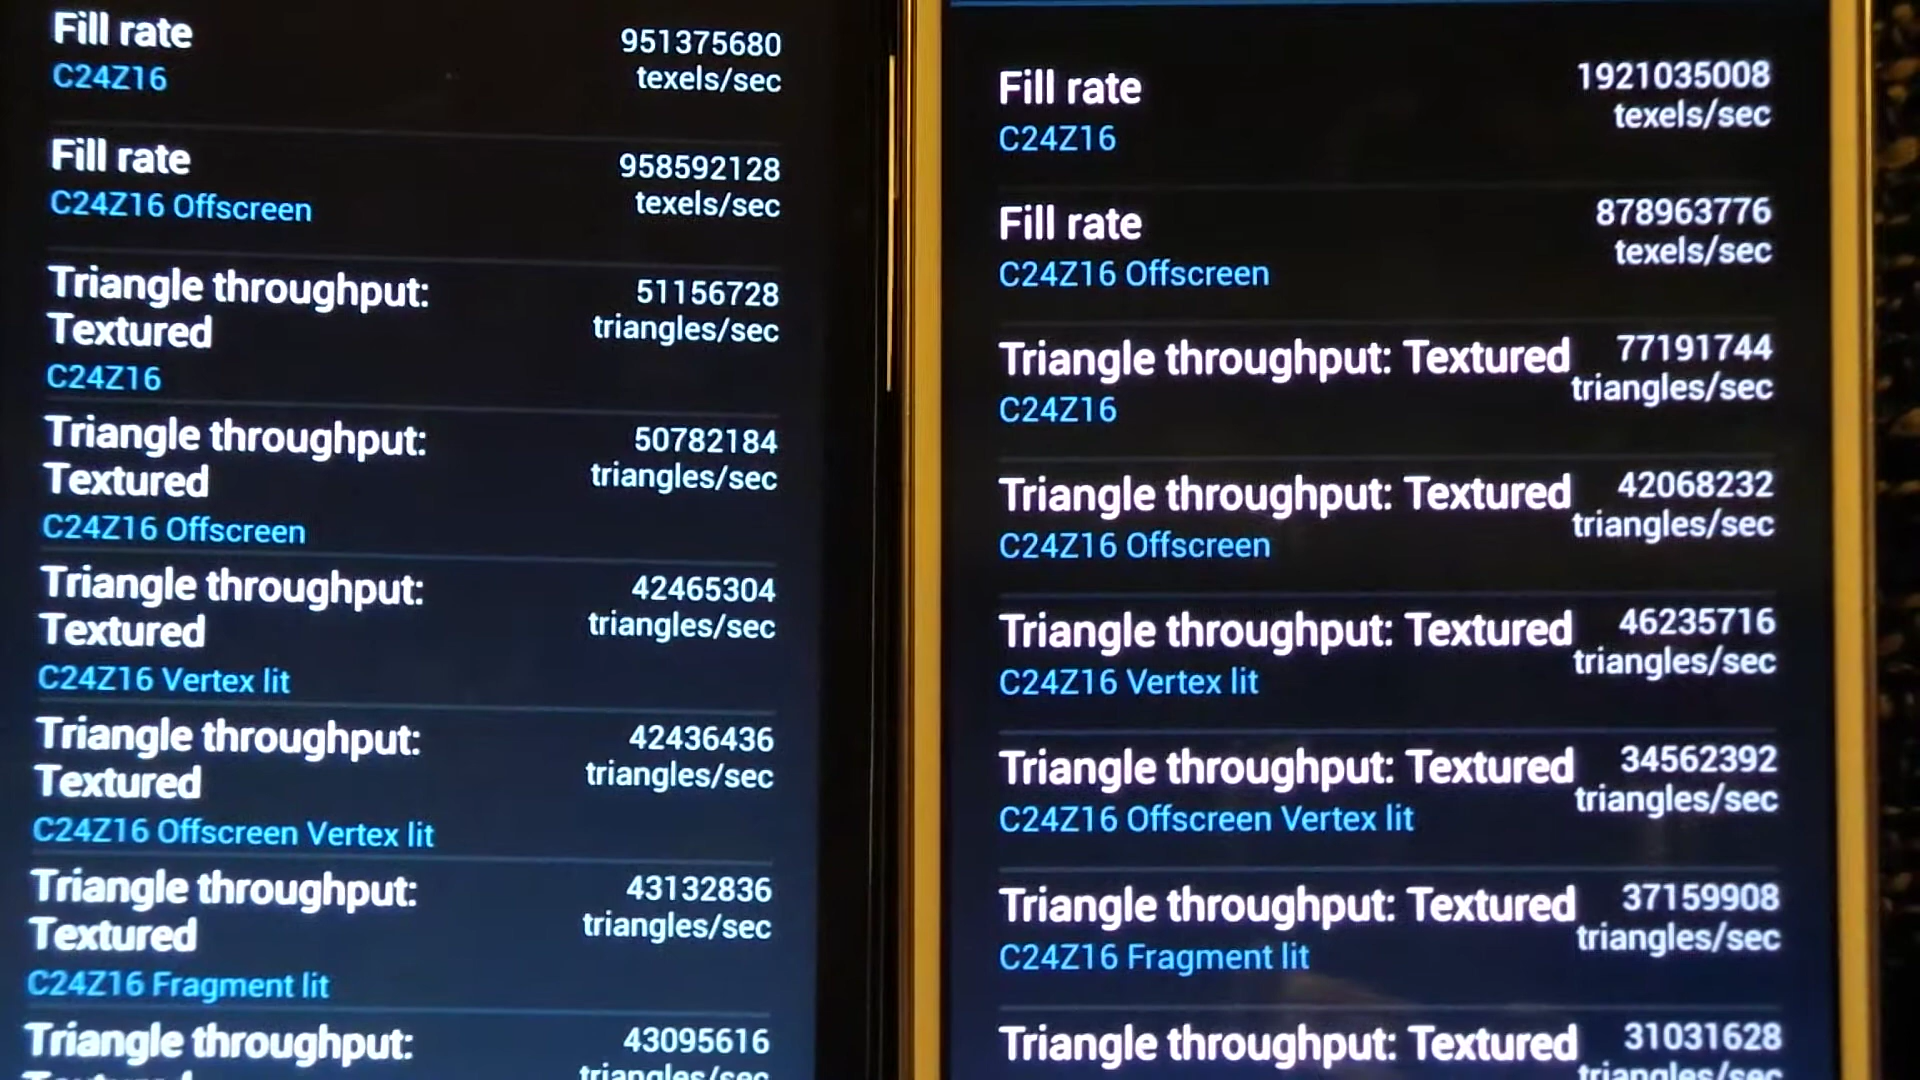 Fill rate
951375680
C24Z16
texels/sec
Fill rate
958592128
C24Z16 Offscreen
texels/sec
Triangle throughput:
51156728
Textured
triangles/sec
C24Z16
Triangle throughput:
50782184
Textured
triangles/sec
C24Z16 Offscreen
Triangle throughput:
42465304
Textured
triangles/sec
C24Z16 Vertex lit
Triangle throughput:
42436436
Textured
triangles/sec
C24Z16 Offscreen Vertex lit
Triangle throughput:
43132836
Textured
triangles/sec
C24Z16 Fragment lit
Triangle throughput:
43095616
triangles/sec
Fill rate
1921035008
C24Z16
texels/sec
Fill rate
878963776
C24Z16 Offscreen
texels/sec
Triangle throughput: Textured
77191744
C24Z16
triangles/sec
Triangle throughput: Textured
42068232
C24Z16 Offscreen
triangles/sec
Triangle throughput: Textured
46235716
C24Z16 Vertex lit
triangles/sec
Triangle throughput: Textured
34562392
C24Z16 Offscreen Vertex lit
triangles/sec
Triangle throughput: Textured
37159908
C24Z16 Fragment lit
triangles/sec
Triangle throughput: Textured
31031628
triangles/sec